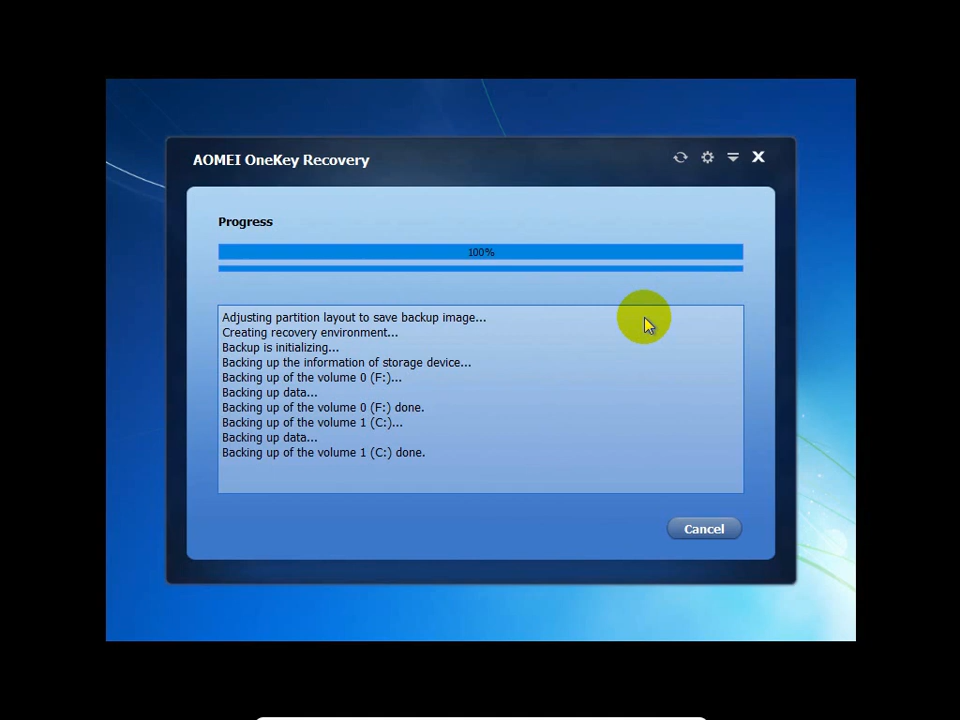 AOMEI OneKey Recovery
Progress
100%
Adjusting partition layout to save backup image...
Creating recovery environment...
Backup is initializing...
Backing up the information of storage device...
Backing up of the volume 0 (F:)...
Backing up data...
Backing up of the volume 0 (F:) done.
Backing up of the volume 1 (C:)...
Backing up data...
Backing up of the volume 1 (C:) done.
Cancel